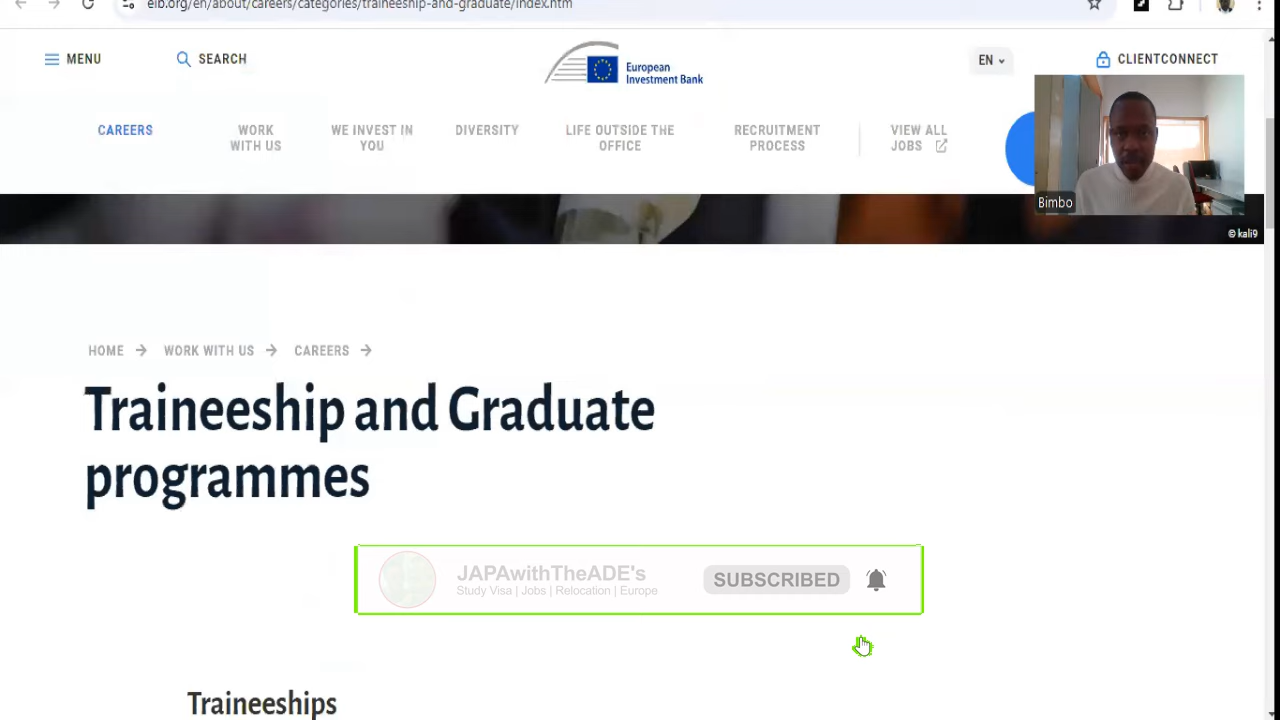 eib.org/en/about/careers/categories/traineeship-and-graduate/index.htm
MENU
SEARCH
European
Investment Bank
EN
CLIENTCONNECT
CAREERS
WORK
WITH US
WE INVEST IN
YOU
DIVERSITY
LIFE OUTSIDE THE
OFFICE
RECRUITMENT
PROCESS
VIEW ALL
JOBS
Bimbo
© kali9
HOME
WORK WITH US
CAREERS
Traineeship and Graduate
programmes
JAPAwithTheADE's
Study Visa | Jobs | Relocation | Europe
SUBSCRIBED
Traineeships